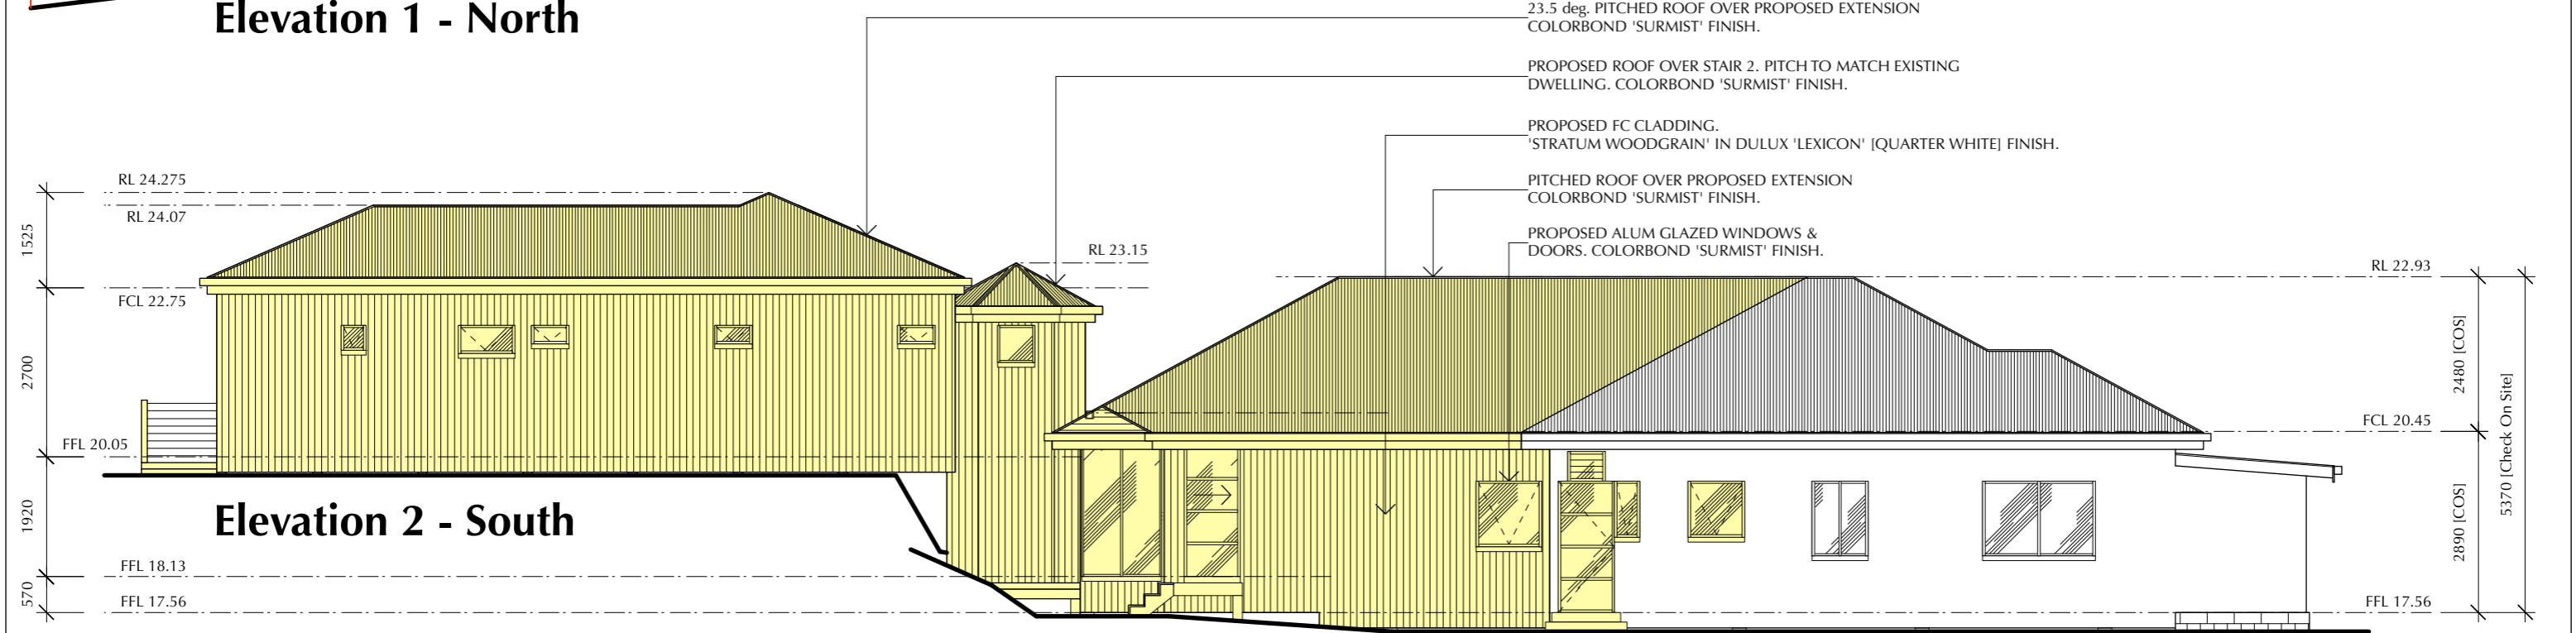 Elevation 1 - North
23.5 deg. PITCHED ROOF OVER PROPOSED EXTENSION
COLORBOND 'SURMIST' FINISH.
PROPOSED ROOF OVER STAIR 2. PITCH TO MATCH EXISTING
DWELLING. COLORBOND 'SURMIST' FINISH.
PROPOSED FC CLADDING.
'STRATUM WOODGRAIN' IN DULUX 'LEXICON' [QUARTER WHITE] FINISH.
PITCHED ROOF OVER PROPOSED EXTENSION
COLORBOND 'SURMIST' FINISH.
PROPOSED ALUM GLAZED WINDOWS &
DOORS. COLORBOND 'SURMIST' FINISH.
RL 24.275
RL 24.07
1525
FCL 22.75
2700
FFL 20.05
1920
FFL 18.13
570
FFL 17.56
RL 23.15
RL 22.93
2480 [COS]
FCL 20.45
5370 [Check On Site]
2890 [COS]
FFL 17.56
Elevation 2 - South